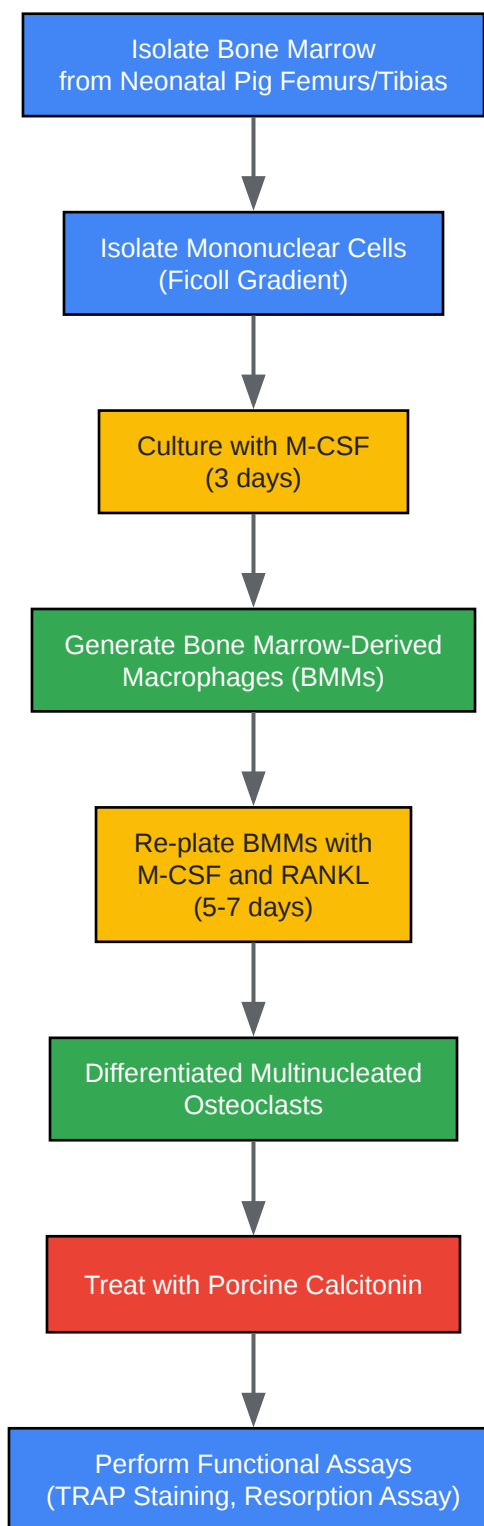 Isolate Bone Marrow
from Neonatal Pig Femurs/Tibias
Isolate Mononuclear Cells
(Ficoll Gradient)
Culture with M-CSF
(3 days)
Generate Bone Marrow-Derived
Macrophages (BMMs)
Re-plate BMMs with
M-CSF and RANKL
(5-7 days)
Differentiated Multinucleated
Osteoclasts
Treat with Porcine Calcitonin
Perform Functional Assays
(TRAP Staining, Resorption Assay)